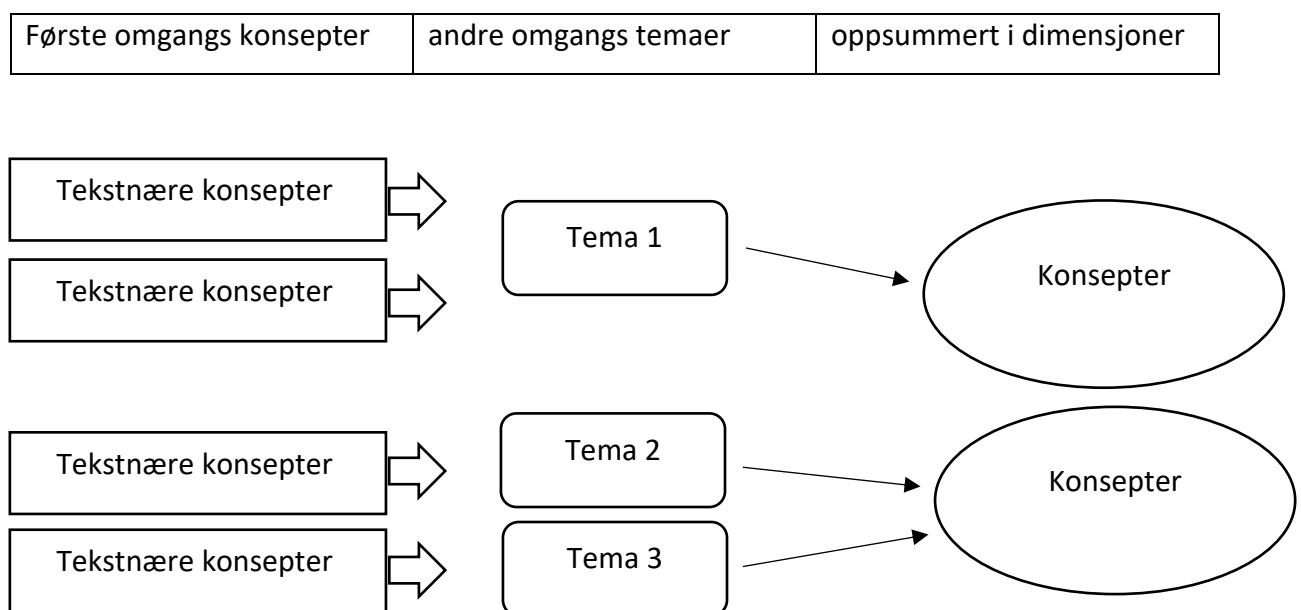 Første omgangs konsepter andre omgangs temaer oppsummert i dimensjoner
Tekstnære konsepter
Tema 1
Konsepter
Tekstnære konsepter
Tekstnære konsepter
Tema 2
Konsepter
Tekstnære konsepter
Tema 3